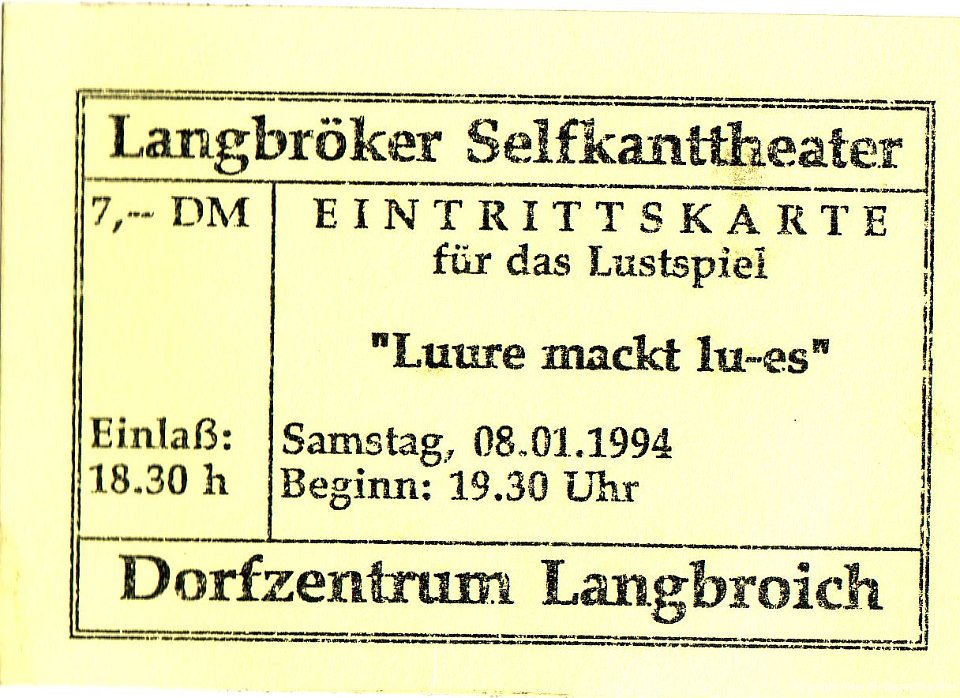 Langbröker Selfkanttheater
7,-- DM
EINTRITTSKARTE
für das Lustspiel
"Luure mackt lu-es"
Einlaß:
18.30 h
Samstag, 08.01.1994
Beginn: 19.30 Uhr
Dorfzentrum Langbroich